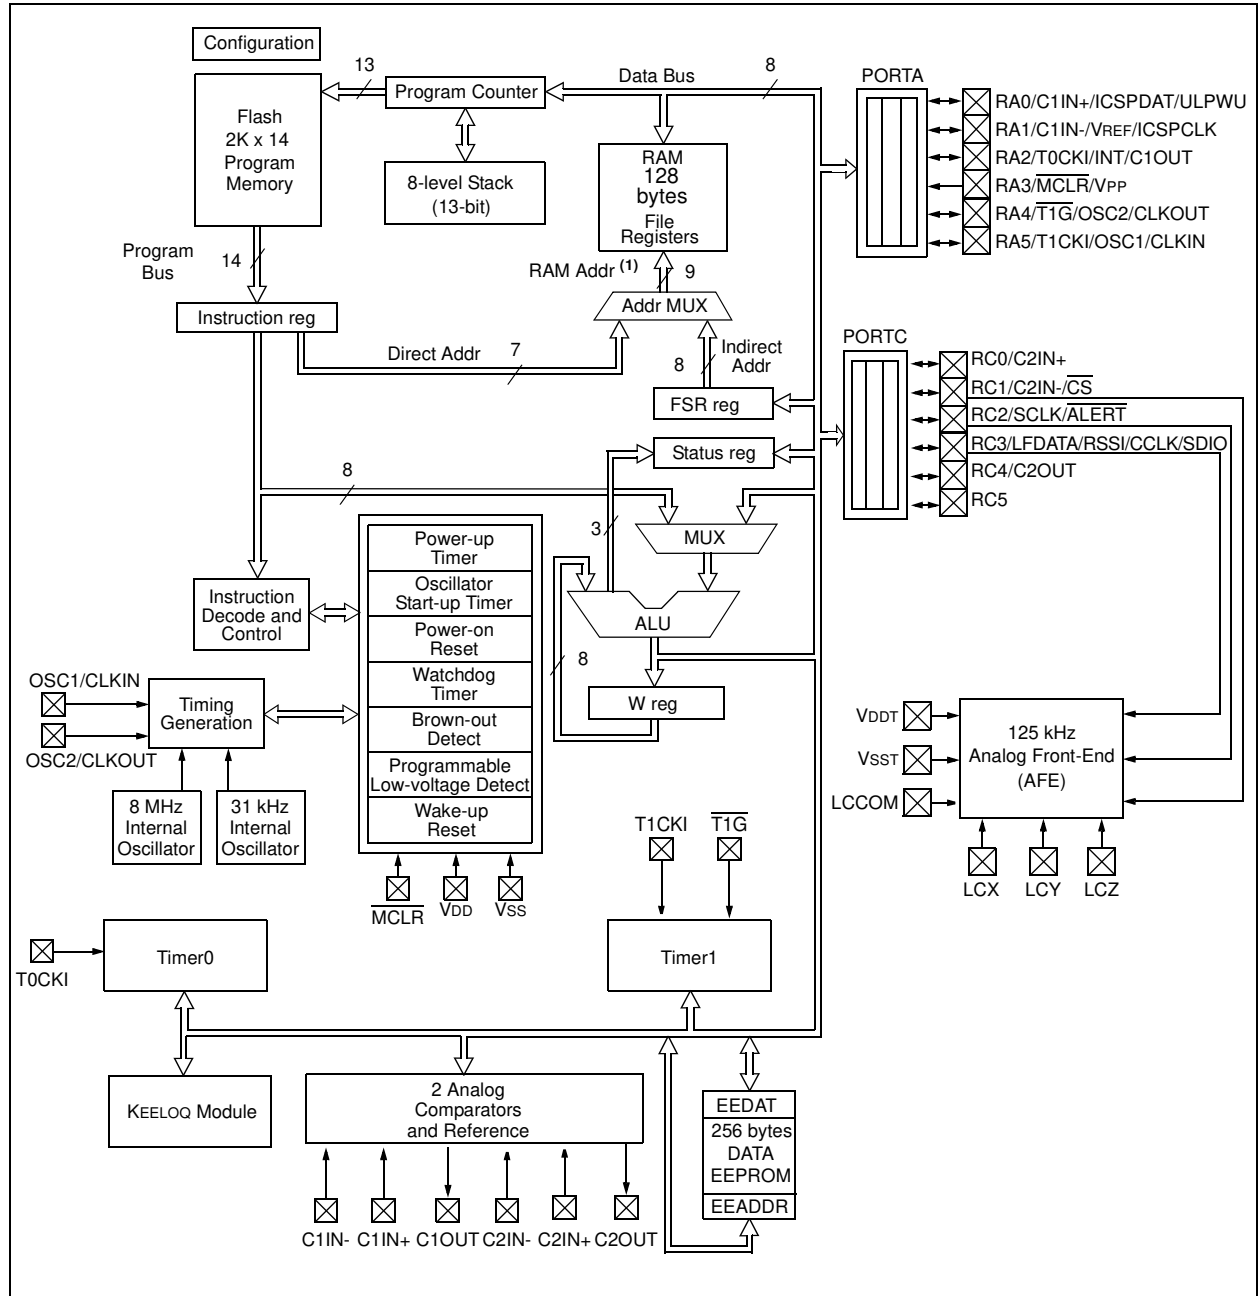 Configuration
13
Data Bus
8
PORTA
Flash
2K x 14
Program
Memory
Program Counter
8-level Stack
(13-bit)
RAM
128
bytes
File
Registers
RA0/C1IN+/ICSPDAT/ULPWU
RA1/C1IN-/VREF/ICSPCLK
RA2/T0CKI/INT/C1OUT
RA3/M̅C̅L̅R̅/VPP
RA4/T̅1̅G̅/OSC2/CLKOUT
RA5/T1CKI/OSC1/CLKIN
Program
Bus
14
RAM Addr (1)
9
Addr MUX
Instruction reg
Direct Addr
7
8
Indirect
Addr
FSR reg
Status reg
PORTC
RC0/C2IN+
RC1/C2IN-/C̅S̅
RC2/SCLK/A̅L̅E̅R̅T̅
RC3/LFDATA/RSSI/CCLK/SDIO
RC4/C2OUT
RC5
8
3
MUX
ALU
8
W reg
Instruction
Decode and
Control
Power-up
Timer
Oscillator
Start-up Timer
Power-on
Reset
Watchdog
Timer
Brown-out
Detect
Programmable
Low-voltage Detect
Wake-up
Reset
OSC1/CLKIN
OSC2/CLKOUT
Timing
Generation
8 MHz
Internal
Oscillator
31 kHz
Internal
Oscillator
M̅C̅L̅R̅
VDD
VSS
VDDT
VSST
LCCOM
125 kHz
Analog Front-End
(AFE)
LCX
LCY
LCZ
T1CKI
T̅1̅G̅
T0CKI
Timer0
Timer1
KEELOQ Module
2 Analog
Comparators
and Reference
C1IN-
C1IN+
C1OUT
C2IN-
C2IN+
C2OUT
EEDAT
256 bytes
DATA
EEPROM
EEADDR